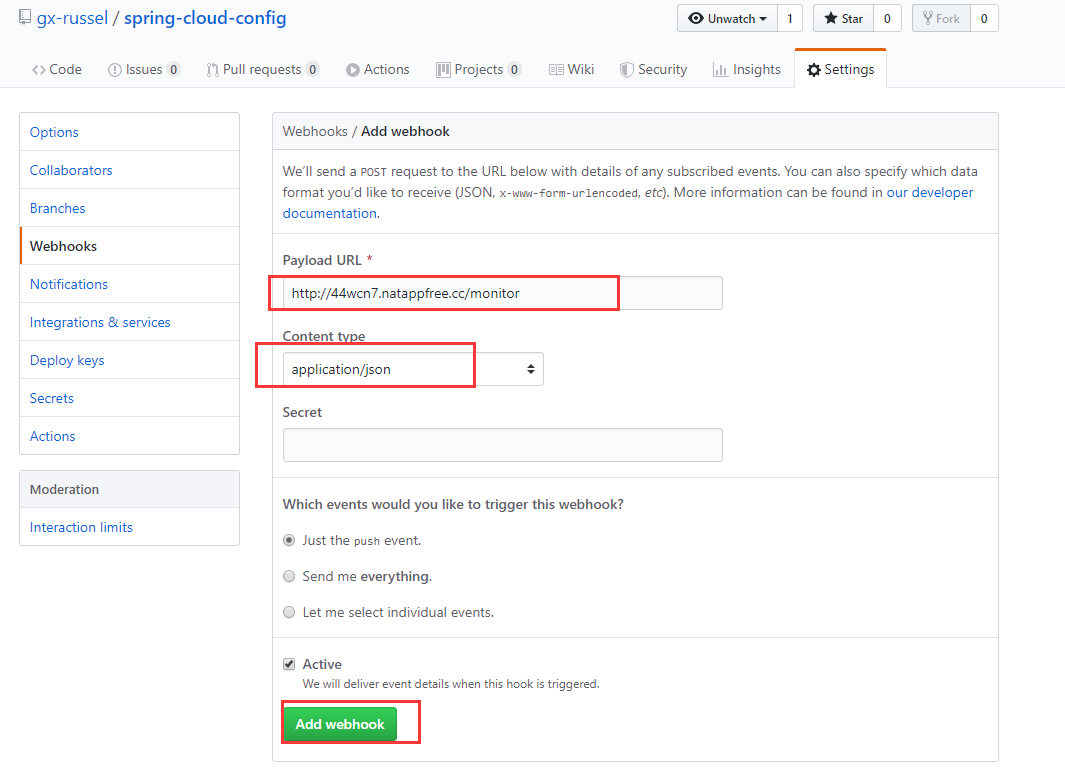 gx-russel / spring-cloud-config
Unwatch 1 Star 0 Fork 0
Code Issues 0 Pull requests 0 Actions Projects 0 Wiki Security Insights Settings
Options
Collaborators
Branches
Webhooks
Notifications
Integrations & services
Deploy keys
Secrets
Actions
Moderation
Interaction limits
Webhooks / Add webhook
We'll send a POST request to the URL below with details of any subscribed events. You can also specify which data
format you'd like to receive (JSON, x-www-form-urlencoded, etc). More information can be found in our developer
documentation.
Payload URL *
http://44wcn7.natappfree.cc/monitor
Content type
application/json
Secret
Which events would you like to trigger this webhook?
Just the push event.
Send me everything.
Let me select individual events.
Active
We will deliver event details when this hook is triggered.
Add webhook